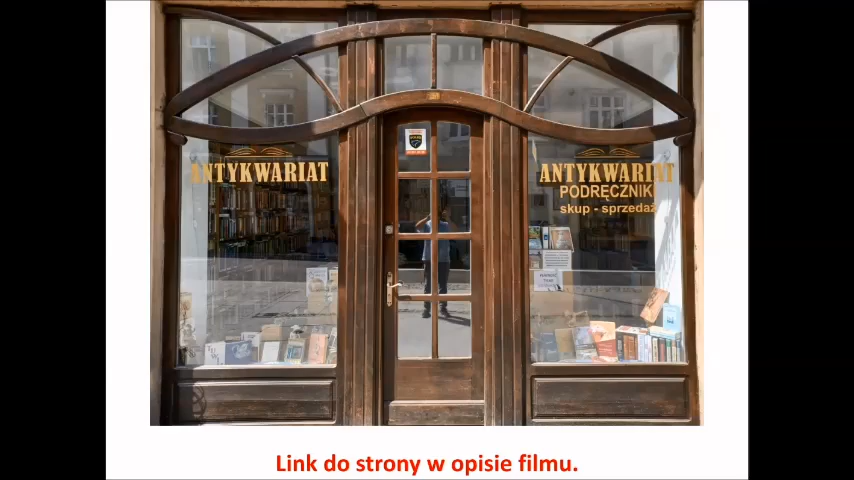 ANTYKWARIAT
ANTYKWARIAT
PODRĘCZNIKI
skup - sprzedaż
Link do strony w opisie filmu.